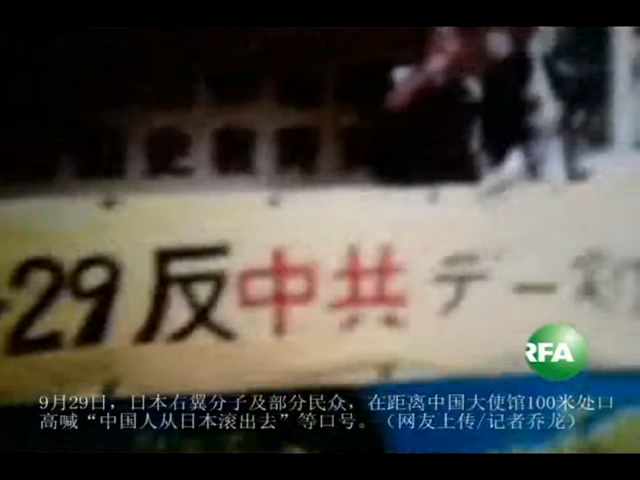 29反中共デー
RFA
9月29日，日本右翼分子及部分民众，在距离中国大使馆100米处口
高喊“中国人从日本滚出去”等口号。（网友上传/记者乔龙）